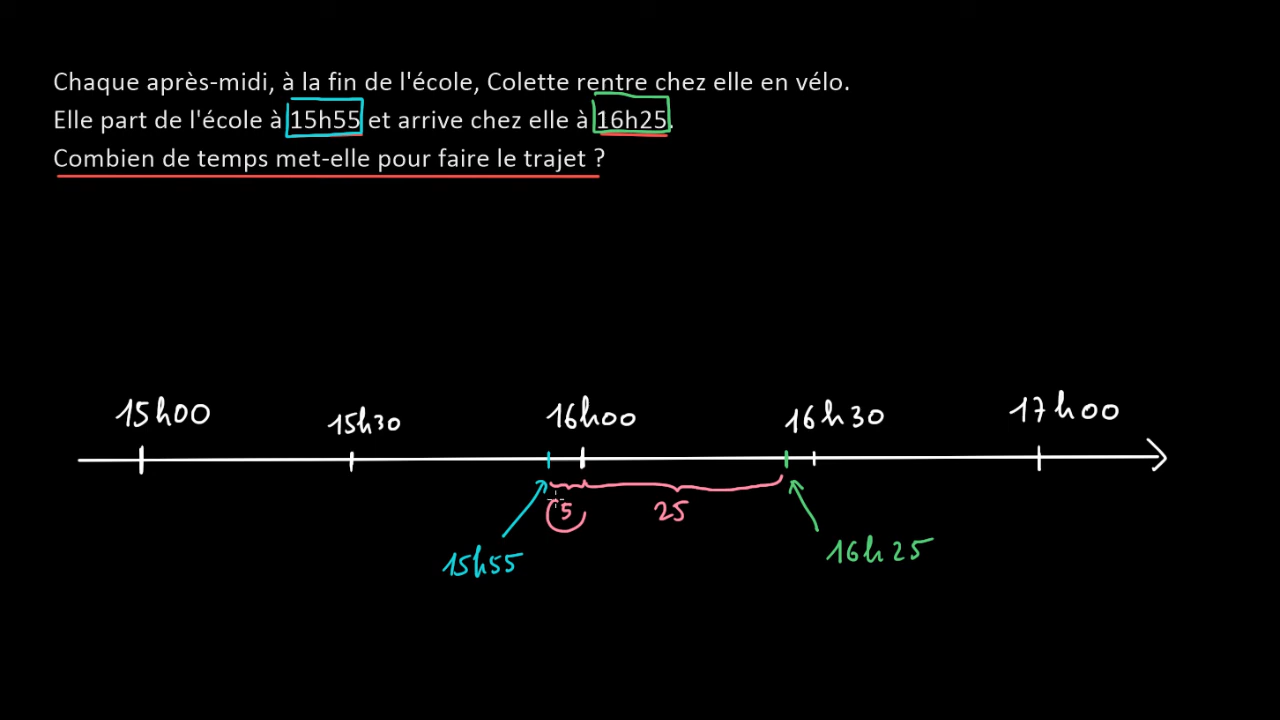 Chaque après-midi, à la fin de l'école, Colette rentre chez elle en vélo.
Elle part de l'école à 15h55 et arrive chez elle à 16h25.
Combien de temps met-elle pour faire le trajet ?
15h00 15h30 16h00 16h30 17h00
5 25
15h55 16h25